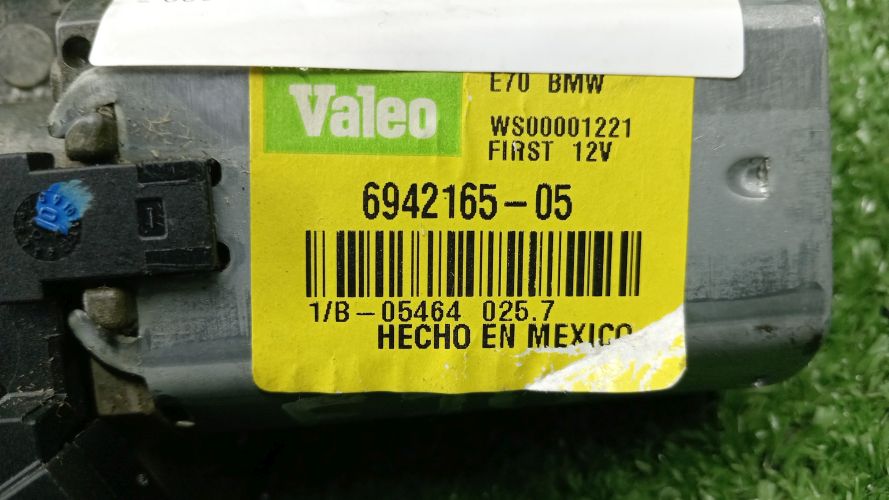 E70 BMW
Valeo
WS00001221
FIRST 12V
6942165-05
1/B-05464 025.7
HECHO EN MEXICO